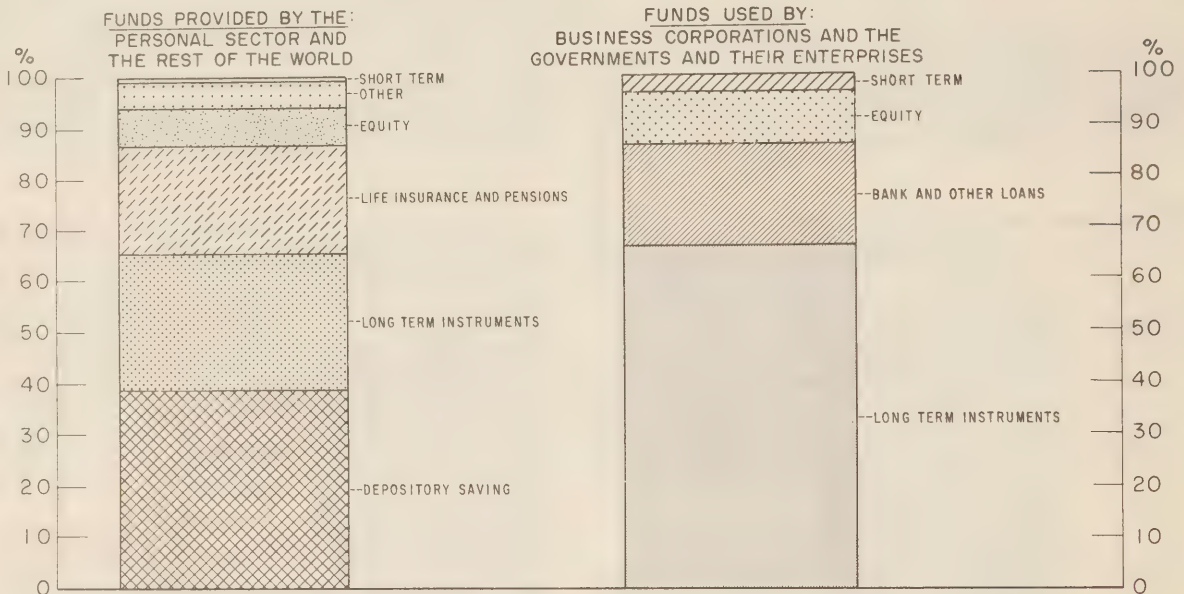 FUNDS PROVIDED BY THE:
PERSONAL SECTOR AND
THE REST OF THE WORLD
%
100
90
80
70
60
50
40
30
20
10
0
SHORT TERM
OTHER
EQUITY
LIFE INSURANCE AND PENSIONS
LONG TERM INSTRUMENTS
DEPOSITORY SAVING
FUNDS USED BY:
BUSINESS CORPORATIONS AND THE
GOVERNMENTS AND THEIR ENTERPRISES
SHORT TERM
EQUITY
BANK AND OTHER LOANS
LONG TERM INSTRUMENTS
%
100
90
80
70
60
50
40
30
20
10
0